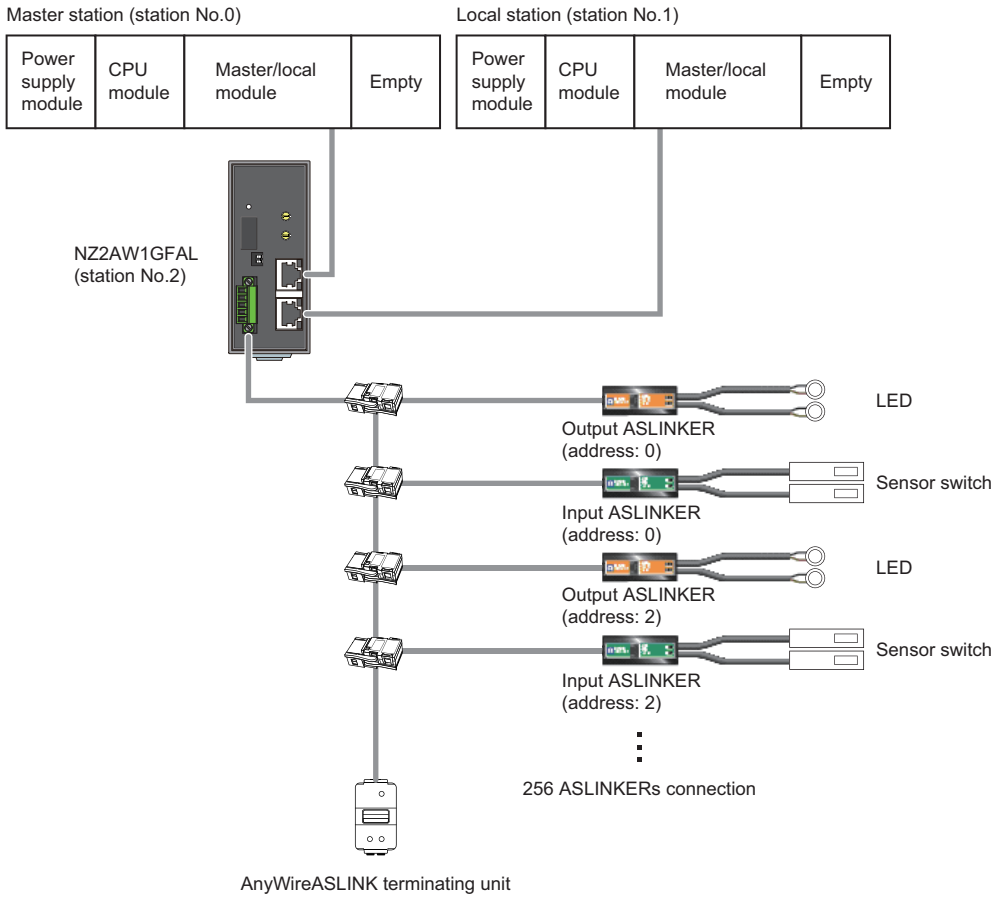 Master station (station No.0)
Local station (station No.1)
Power
supply
module
CPU
module
Master/local
module
Empty
Power
supply
module
CPU
module
Master/local
module
Empty
NZ2AW1GFAL
(station No.2)
LED
Output ASLINKER
(address: 0)
Sensor switch
Input ASLINKER
(address: 0)
LED
Output ASLINKER
(address: 2)
Sensor switch
Input ASLINKER
(address: 2)
256 ASLINKERs connection
AnyWireASLINK terminating unit